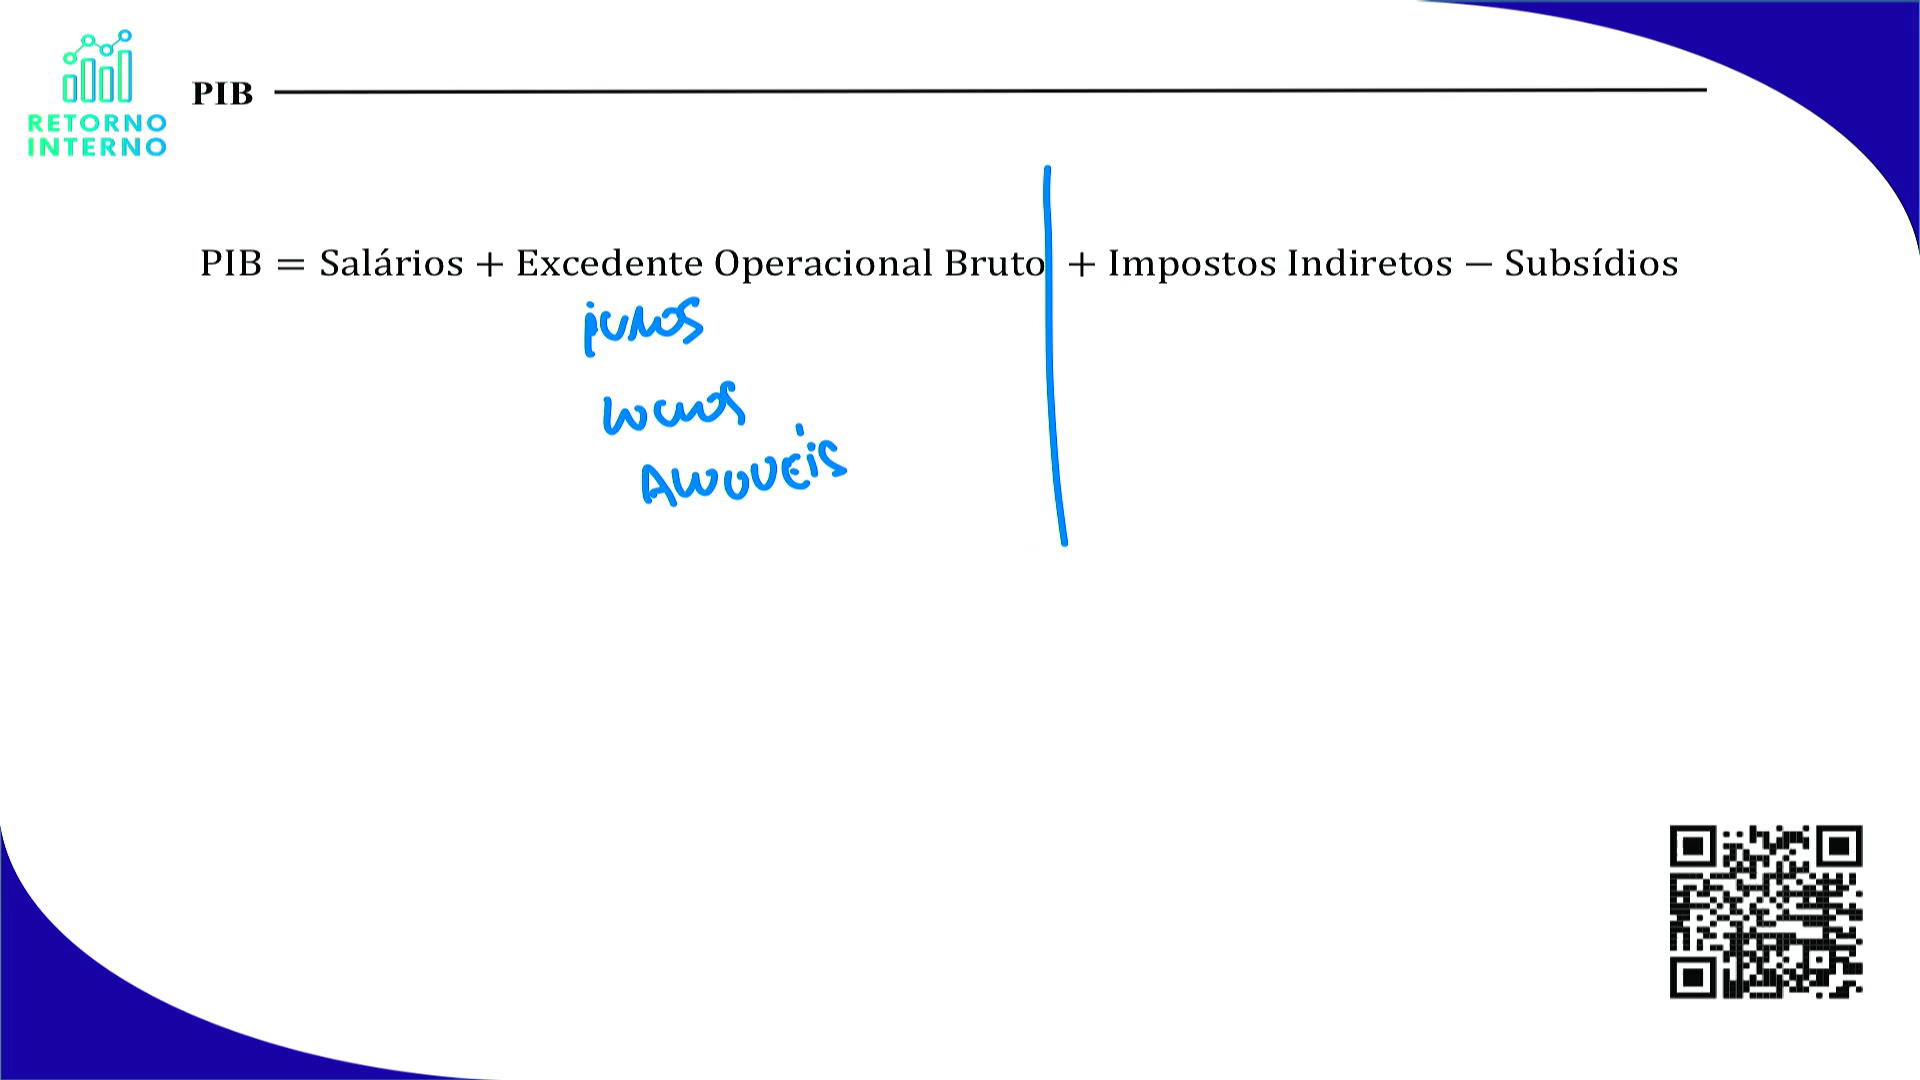 RETORNO
INTERNO
PIB
PIB = Salários + Excedente Operacional Bruto + Impostos Indiretos − Subsídios
juros
lucros
Aluguéis